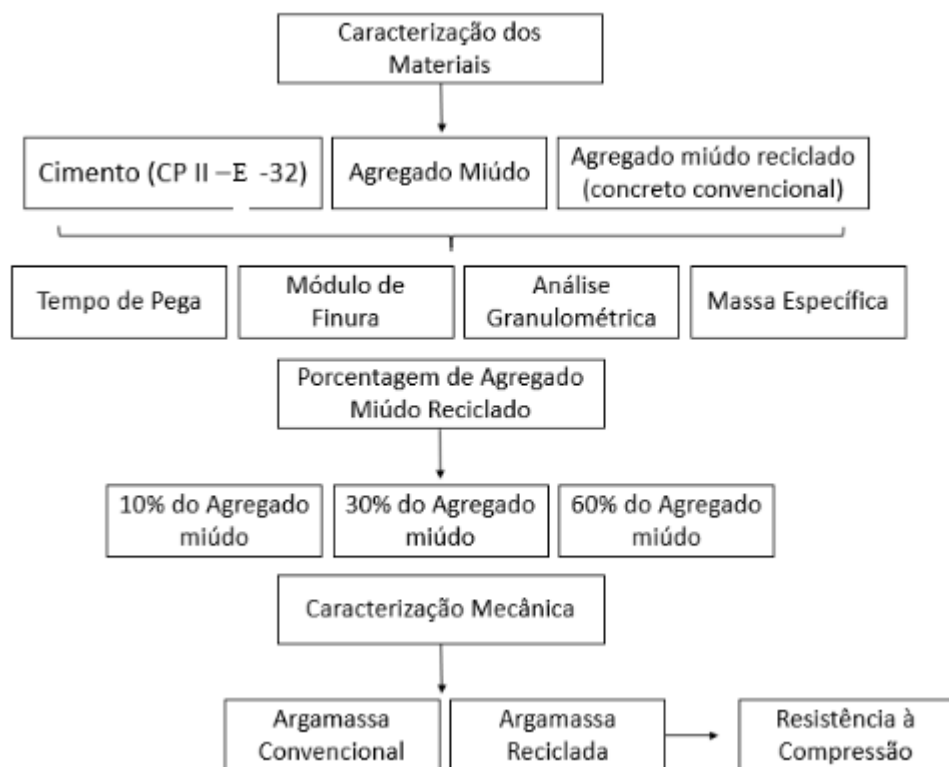 Caracterização dos
Materiais
Cimento (CP II –E -32)
Agregado Miúdo
Agregado miúdo reciclado
(concreto convencional)
Tempo de Pega
Módulo de
Finura
Análise
Granulométrica
Massa Específica
Porcentagem de Agregado
Miúdo Reciclado
10% do Agregado
miúdo
30% do Agregado
miúdo
60% do Agregado
miúdo
Caracterização Mecânica
Argamassa
Convencional
Argamassa
Reciclada
Resistência à
Compressão